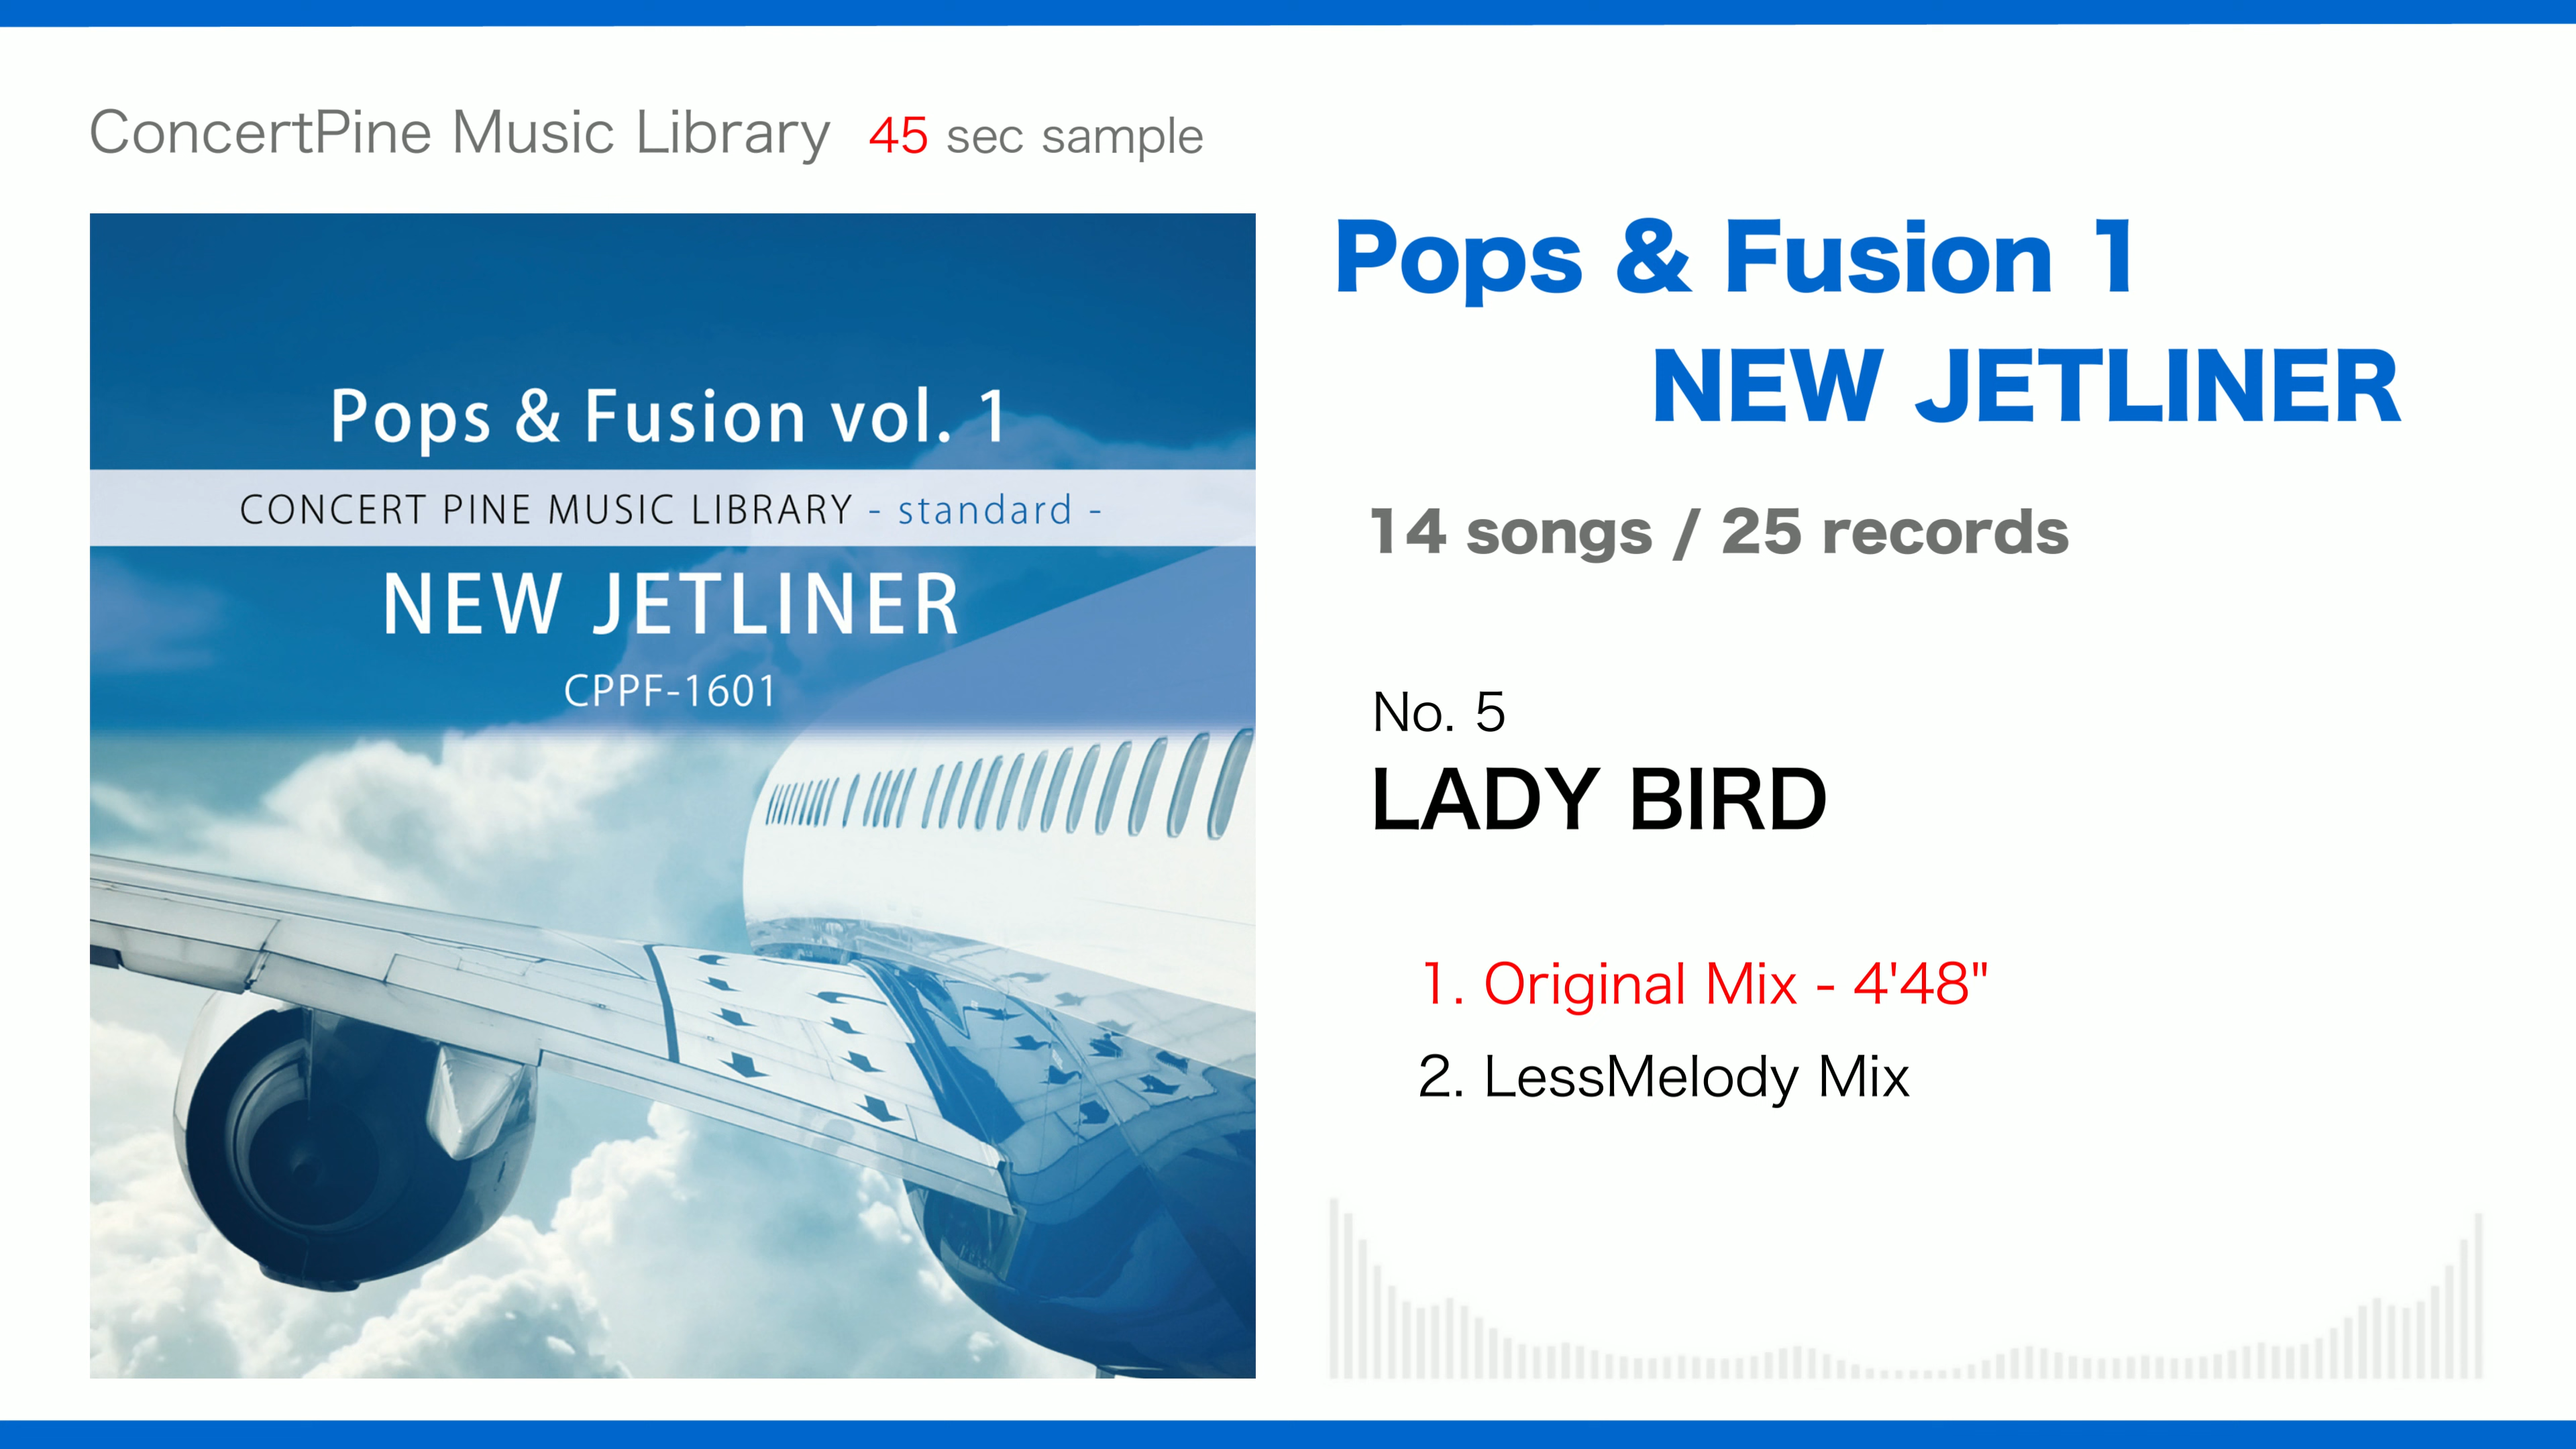 ConcertPine Music Library 45 sec sample
Pops & Fusion vol. 1
CONCERT PINE MUSIC LIBRARY - standard -
NEW JETLINER
CPPF-1601
Pops & Fusion 1
NEW JETLINER
14 songs / 25 records
No. 5
LADY BIRD
1. Original Mix - 4'48"
2. LessMelody Mix